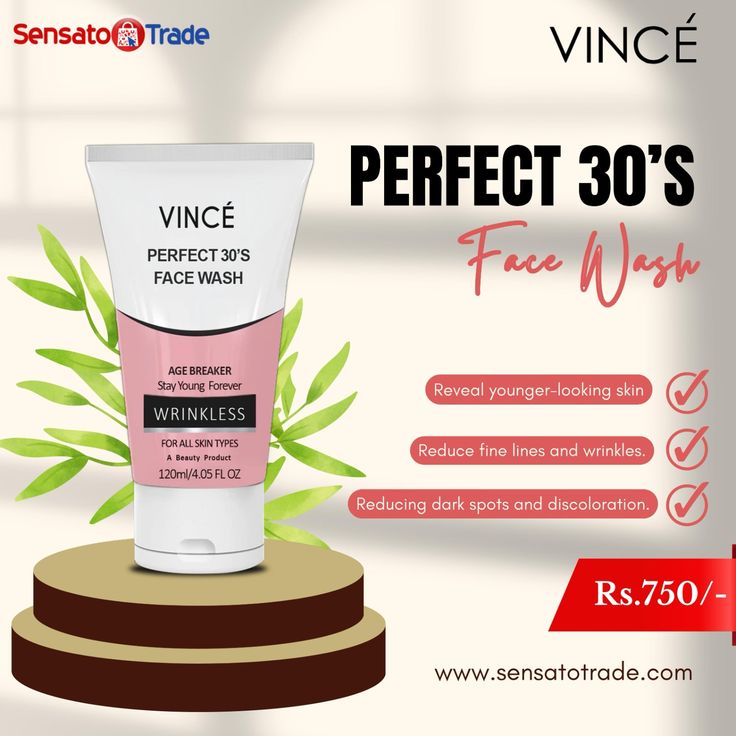 Sensato Trade
VINCÉ
PERFECT 30'S
Face Wash
VINCÉ
PERFECT 30'S
FACE WASH
AGE BREAKER
Stay Young Forever
WRINKLESS
FOR ALL SKIN TYPES
A Beauty Product
120ml/4.05 FL OZ
Reveal younger-looking skin
Reduce fine lines and wrinkles.
Reducing dark spots and discoloration.
Rs.750/-
www.sensatotrade.com